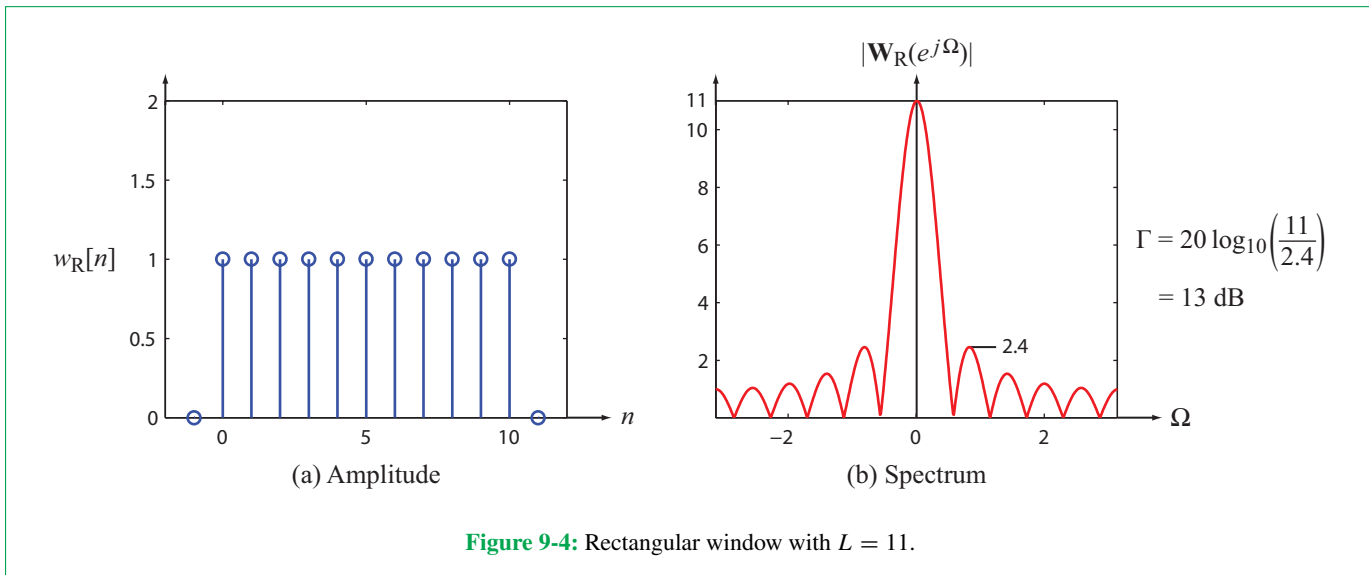 |W_R(e^{jΩ})|
2
1.5
w_R[n]
1
0.5
0
0
5
10
n
(a) Amplitude
11
10
8
6
4
2
2.4
−2
0
2
Ω
(b) Spectrum
Γ = 20 log₁₀(11/2.4)
= 13 dB
Figure 9-4: Rectangular window with L = 11.